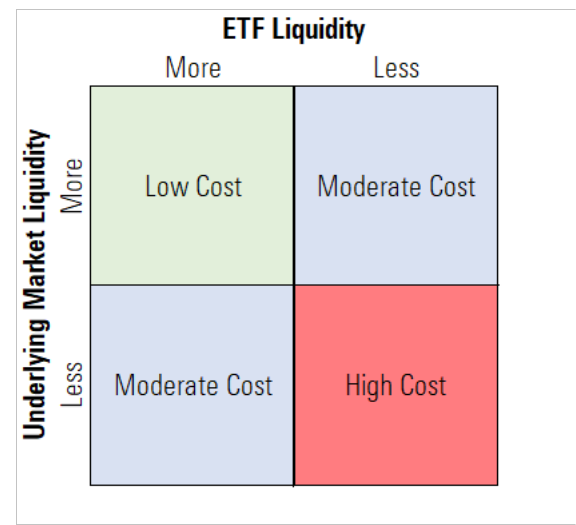 ETF Liquidity
More Less
Underlying Market Liquidity
More
Low Cost Moderate Cost
Less
Moderate Cost High Cost